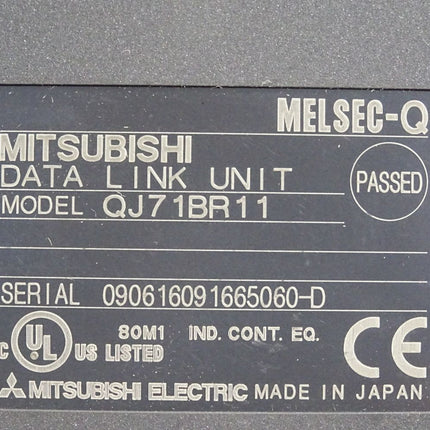 MELSEC-Q
MITSUBISHI
DATA LINK UNIT
PASSED
MODEL QJ71BR11
SERIAL 090616091665060-D
C UL US LISTED 80M1 IND. CONT. EQ. CE
MITSUBISHI ELECTRIC MADE IN JAPAN